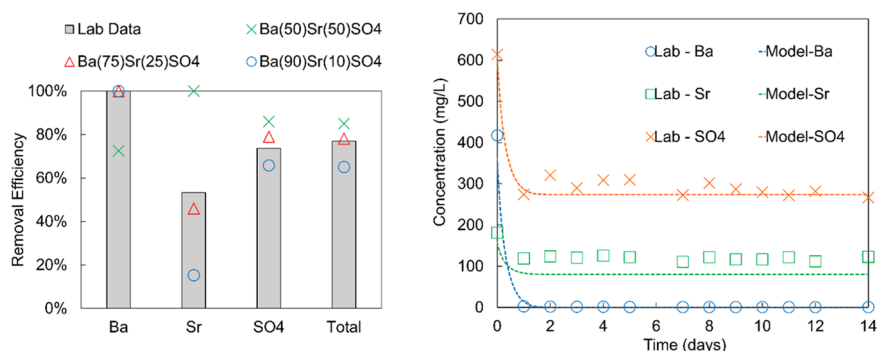 Lab Data
Ba(50)Sr(50)SO4
Ba(75)Sr(25)SO4
Ba(90)Sr(10)SO4
Removal Efficiency
100%
80%
60%
40%
20%
0%
Ba
Sr
SO4
Total
Concentration (mg/L)
700
600
500
400
300
200
100
0
Lab - Ba
Model-Ba
Lab - Sr
Model-Sr
Lab - SO4
Model-SO4
0 2 4 6 8 10 12 14
Time (days)